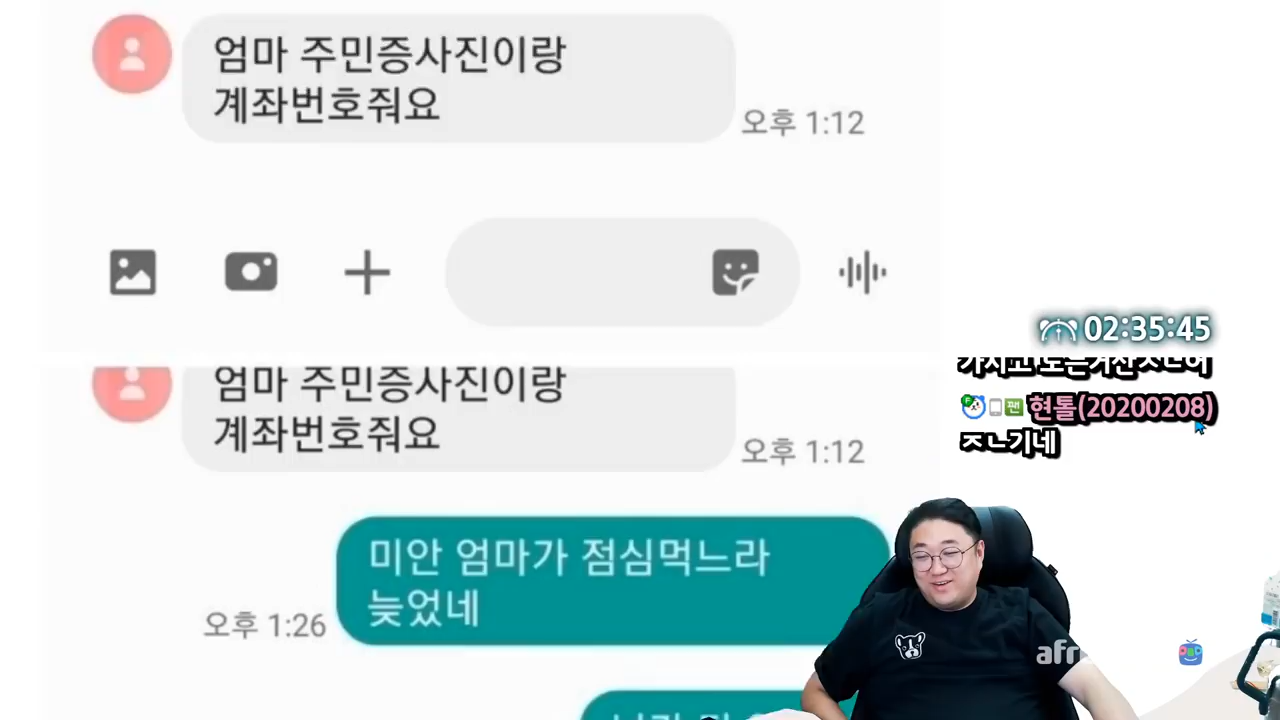 엄마 주민증사진이랑
계좌번호줘요
오후 1:12
02:35:45
엄마 주민증사진이랑
계좌번호줘요
오후 1:12
현톨(20200208)
ㅈㄴ기네
미안 엄마가 점심먹느라
늦었네
오후 1:26
afr